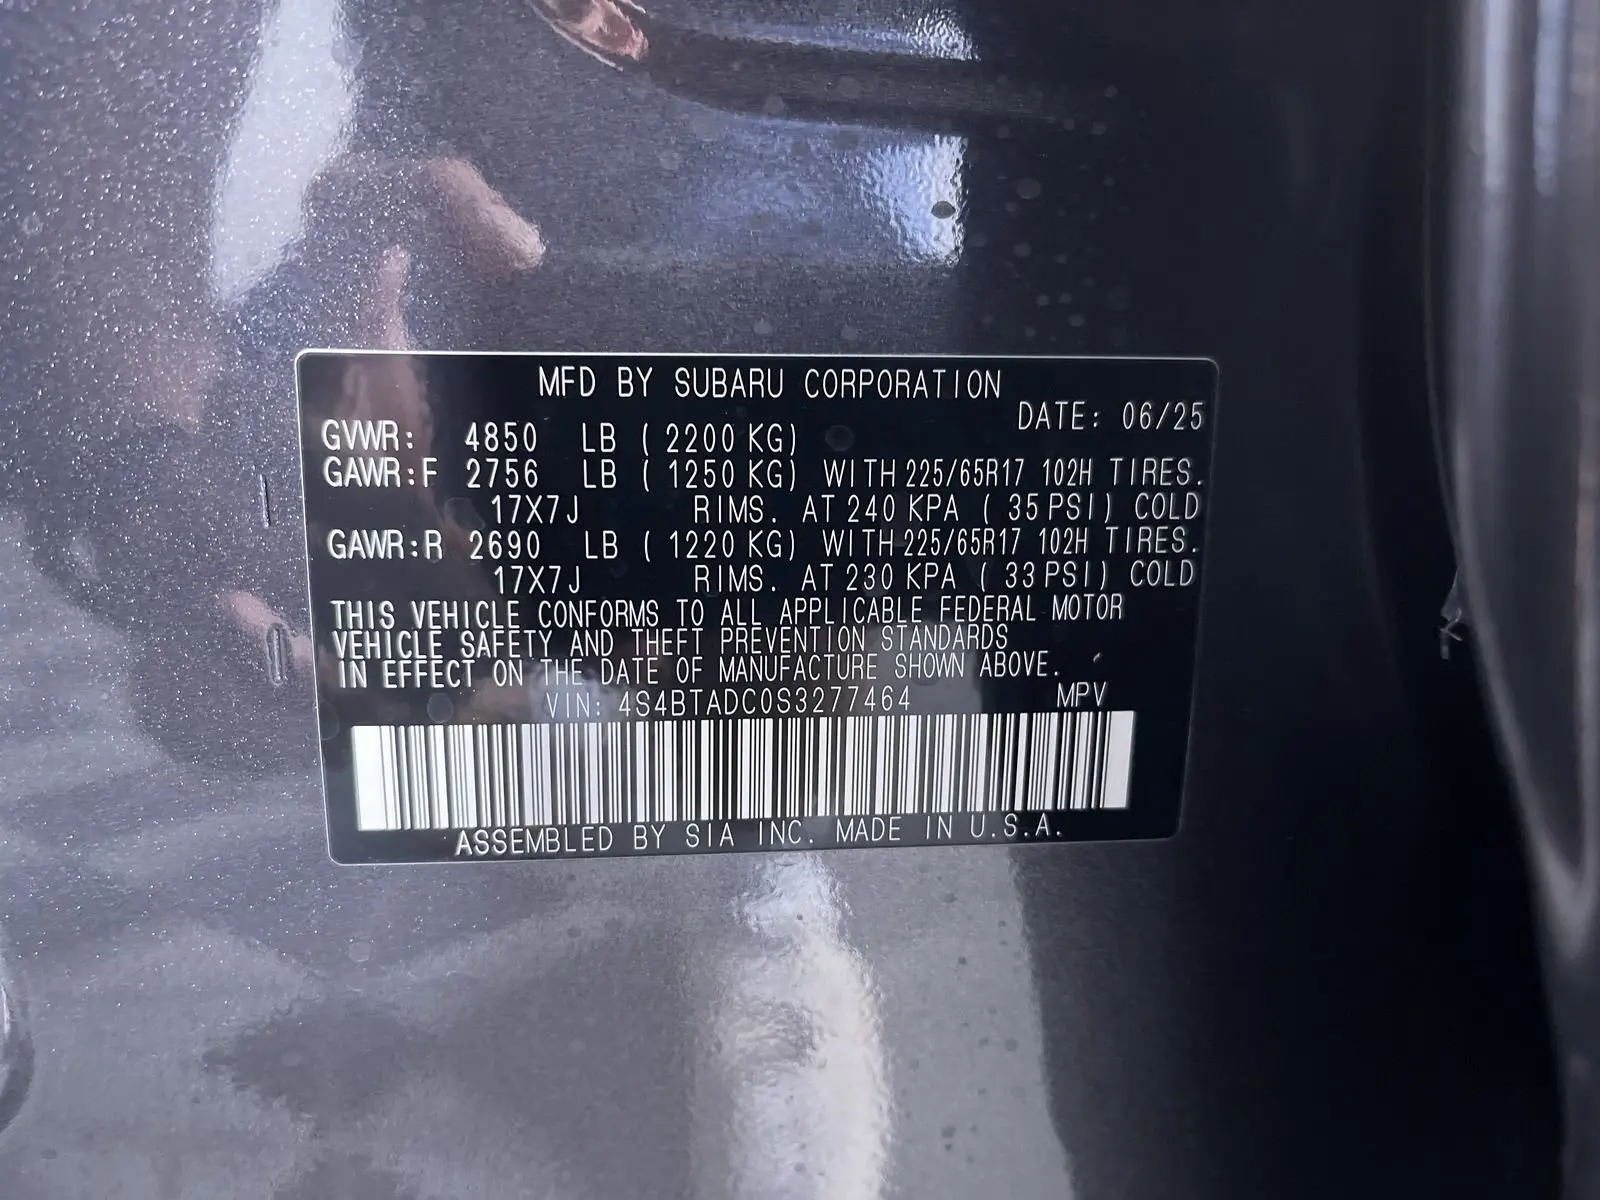 MFD BY SUBARU CORPORATION
DATE: 06/25
GVWR: 4850 LB ( 2200 KG)
GAWR:F 2756 LB ( 1250 KG) WITH 225/65R17 102H TIRES.
17X7J RIMS. AT 240 KPA ( 35 PSI) COLD
GAWR:R 2690 LB ( 1220 KG) WITH 225/65R17 102H TIRES.
17X7J RIMS. AT 230 KPA ( 33 PSI) COLD
THIS VEHICLE CONFORMS TO ALL APPLICABLE FEDERAL MOTOR
VEHICLE SAFETY AND THEFT PREVENTION STANDARDS
IN EFFECT ON THE DATE OF MANUFACTURE SHOWN ABOVE.
VIN: 4S4BTADC0S3277464 MPV
ASSEMBLED BY SIA INC. MADE IN U.S.A.